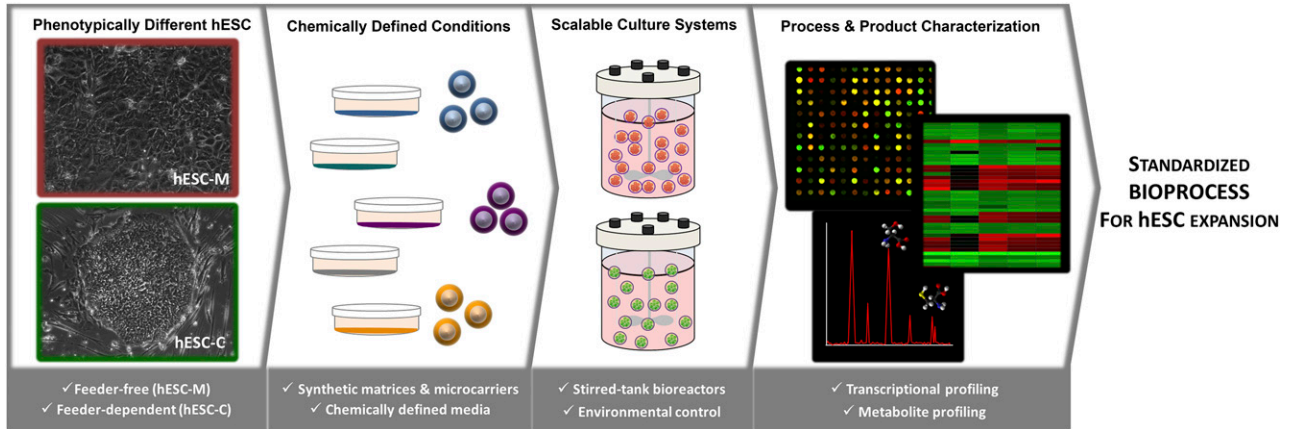 Phenotypically Different hESC
Chemically Defined Conditions
Scalable Culture Systems
Process & Product Characterization
hESC-M
hESC-C
STANDARDIZED
BIOPROCESS
FOR hESC EXPANSION
✓ Feeder-free (hESC-M)
✓ Feeder-dependent (hESC-C)
✓ Synthetic matrices & microcarriers
✓ Chemically defined media
✓ Stirred-tank bioreactors
✓ Environmental control
✓ Transcriptional profiling
✓ Metabolite profiling